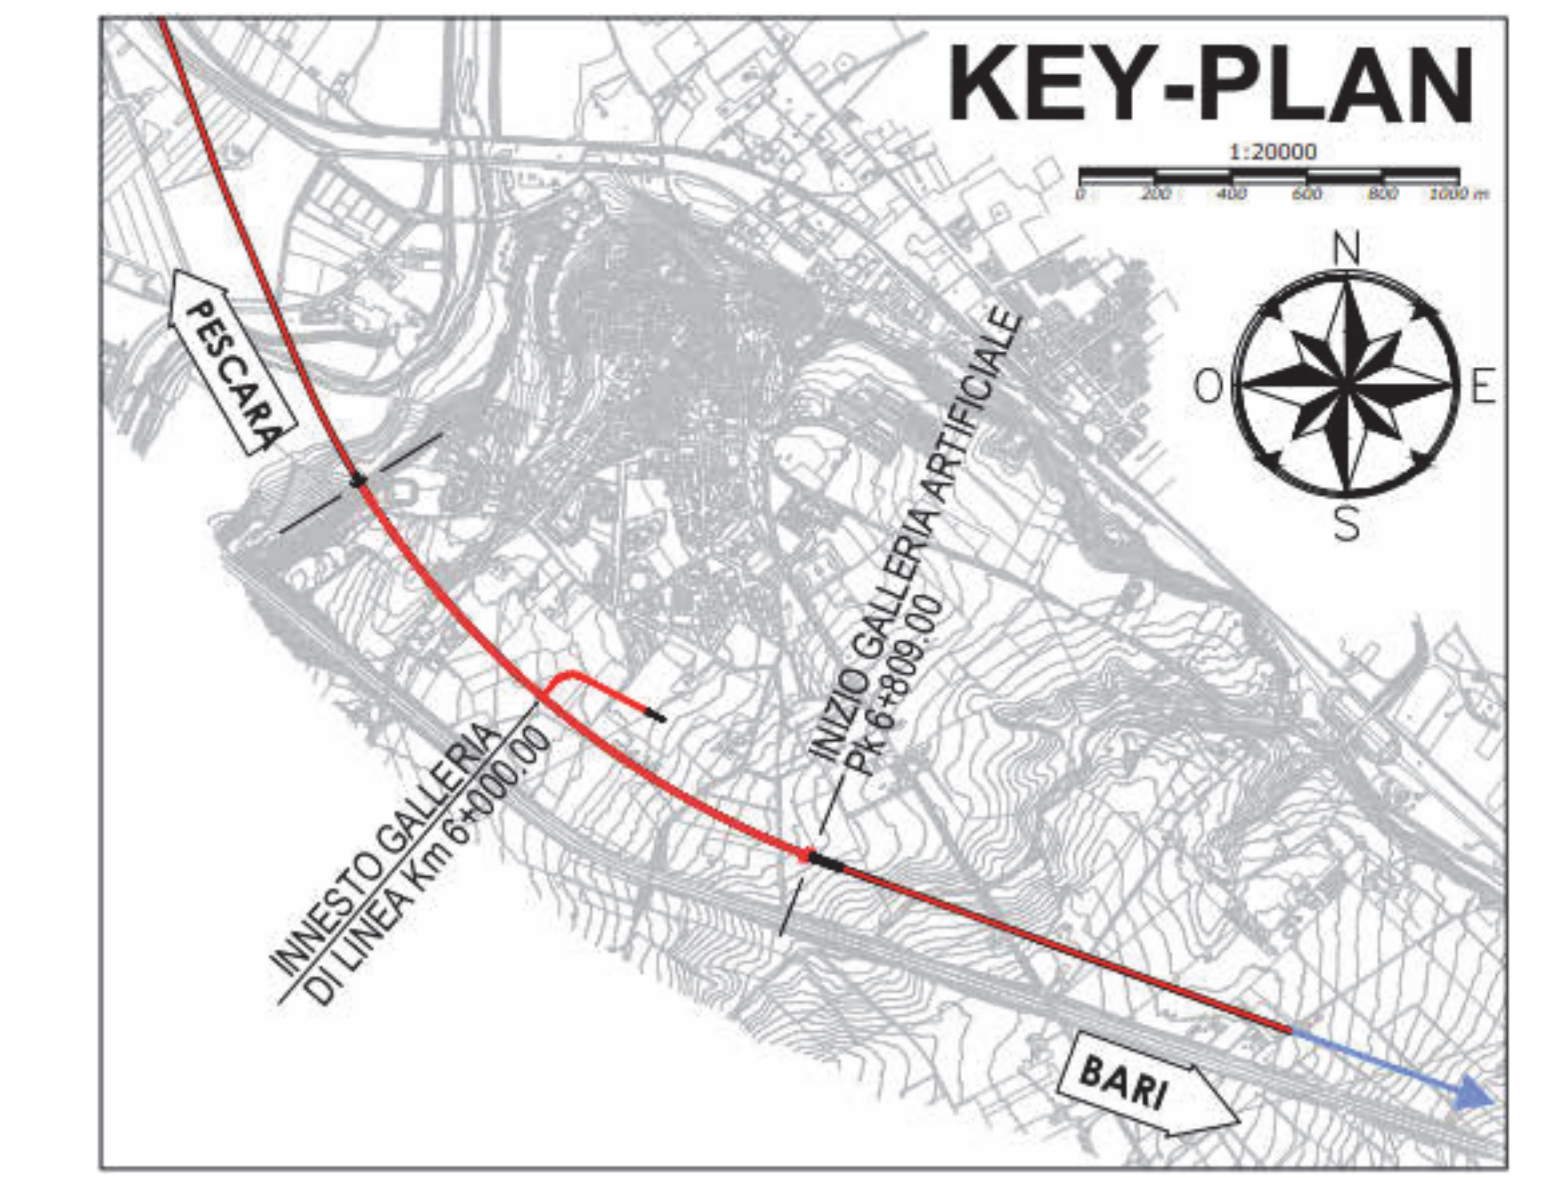 KEY-PLAN
1:20000
0 200 400 600 800 1000 m
N
O E
S
PESCARA
INIZIO GALLERIA ARTIFICIALE
Pk 6+809.00
INNESTO GALLERIA
DI LINEA Km 6+000.00
BARI